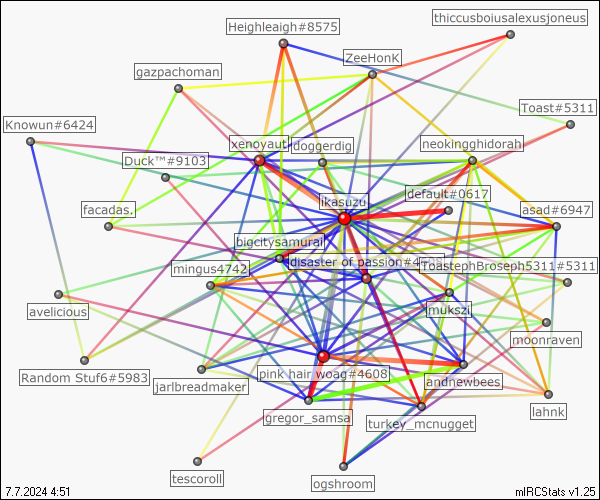 thiccusboiusalexusjoneus
Heighleaigh#8575
ZeeHonK
gazpachoman
Toast#5311
Knowun#6424
xenoyaut
doggerdig
neokingghidorah
Duck™#9103
ikasuzu
default#0617
facadas.
asad#6947
bigcitysamurai
disaster of passion
mingus4742
ToastephBroseph5311#5311
avelicious
mukszi
moonraven
Random Stuf6#5983
pink hair woag#4608
jarlbreadmaker
andnewbees
gregor_samsa
lahnk
turkey_mcnugget
tescoroll
ogshroom
7.7.2024 4:51
mIRCStats v1.25